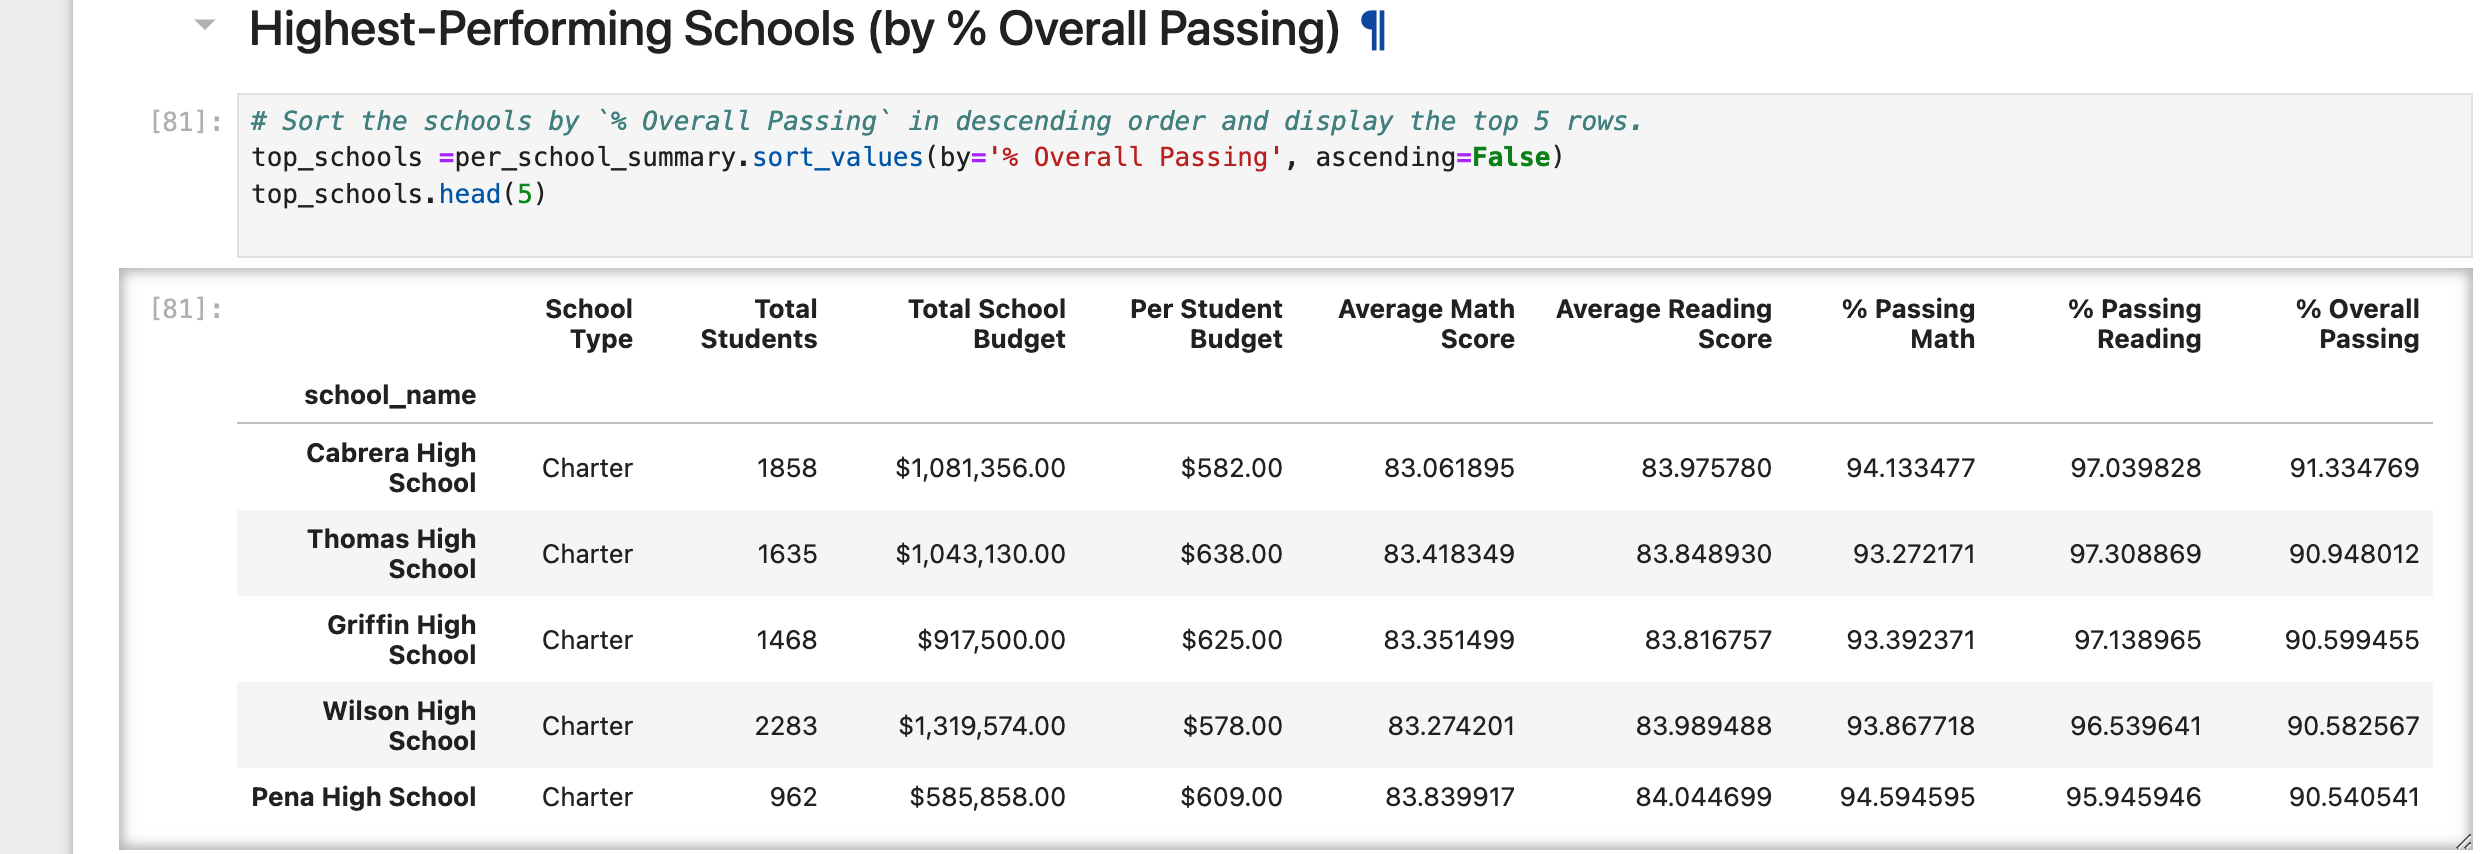 Highest-Performing Schools (by % Overall Passing) ¶
[81]: # Sort the schools by `% Overall Passing` in descending order and display the top 5 rows.
top_schools =per_school_summary.sort_values(by='% Overall Passing', ascending=False)
top_schools.head(5)
[81]: School Total Total School Per Student Average Math Average Reading % Passing % Passing % Overall
Type Students Budget Budget Score Score Math Reading Passing
school_name
Cabrera High
School Charter 1858 $1,081,356.00 $582.00 83.061895 83.975780 94.133477 97.039828 91.334769
Thomas High
School Charter 1635 $1,043,130.00 $638.00 83.418349 83.848930 93.272171 97.308869 90.948012
Griffin High
School Charter 1468 $917,500.00 $625.00 83.351499 83.816757 93.392371 97.138965 90.599455
Wilson High
School Charter 2283 $1,319,574.00 $578.00 83.274201 83.989488 93.867718 96.539641 90.582567
Pena High School Charter 962 $585,858.00 $609.00 83.839917 84.044699 94.594595 95.945946 90.540541